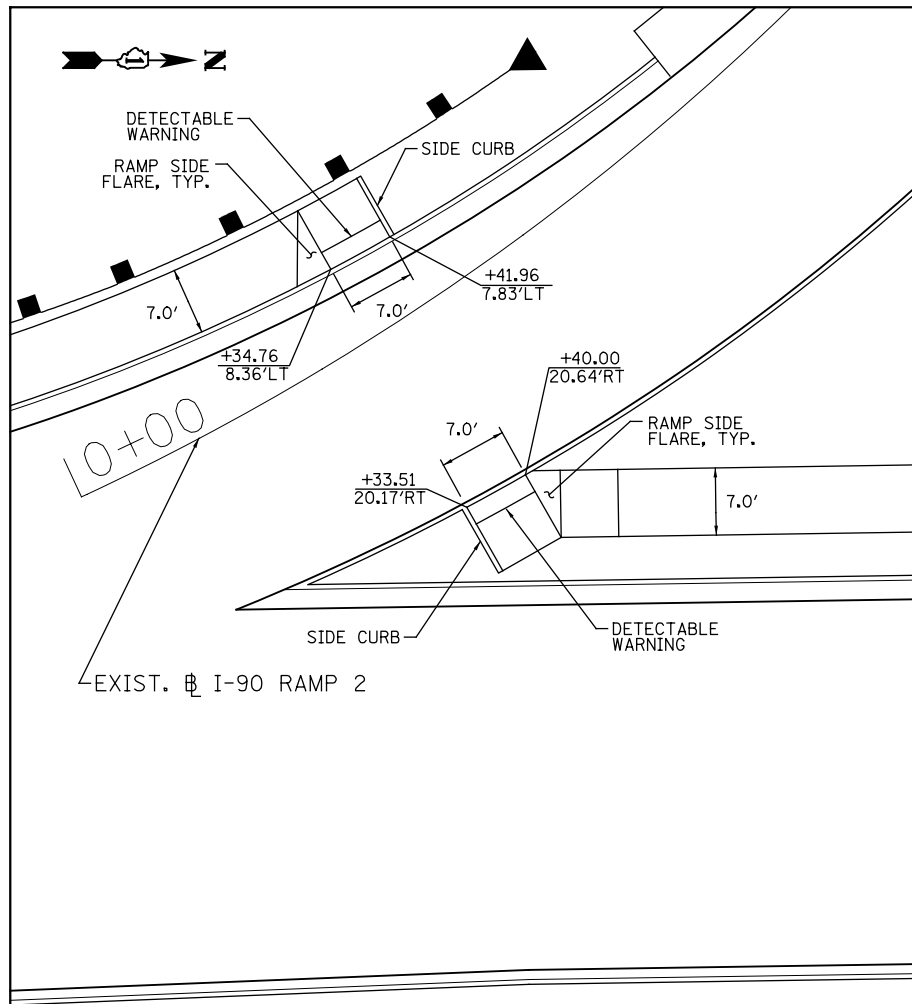 N
DETECTABLE
WARNING
RAMP SIDE
FLARE, TYP.
SIDE CURB
+41.96
7.83'LT
7.0'
7.0'
+34.76
8.36'LT
10+00
+40.00
20.64'RT
RAMP SIDE
FLARE, TYP.
7.0'
+33.51
20.17'RT
7.0'
SIDE CURB
DETECTABLE
WARNING
EXIST. ⅊ I-90 RAMP 2